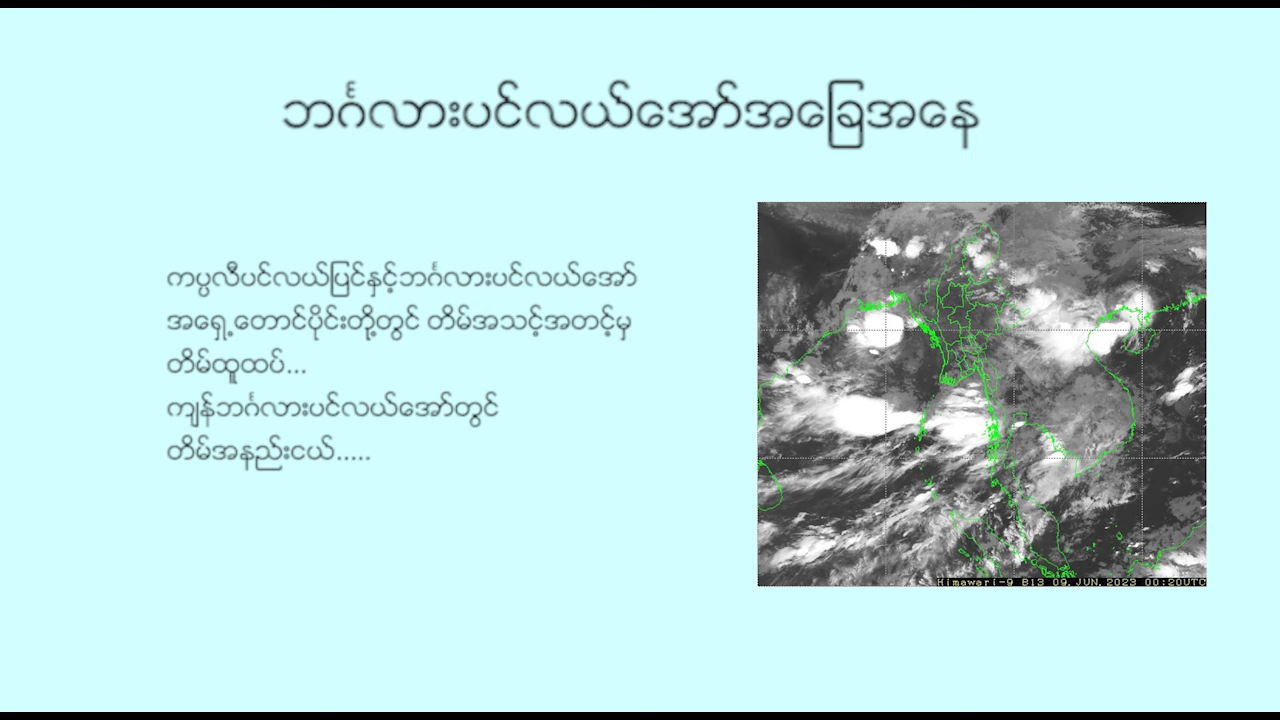 ဘင်္ဂလားပင်လယ်အော်အခြေအနေ
ကပ္ပလီပင်လယ်ပြင်နှင့်ဘင်္ဂလားပင်လယ်အော်
အရှေ့တောင်ပိုင်းတို့တွင် တိမ်အသင့်အတင့်မှ
တိမ်ထူထပ်...
ကျန်ဘင်္ဂလားပင်လယ်အော်တွင်
တိမ်အနည်းငယ်.....
Himawari-9 B13 09.JUN.2023 00:20UTC